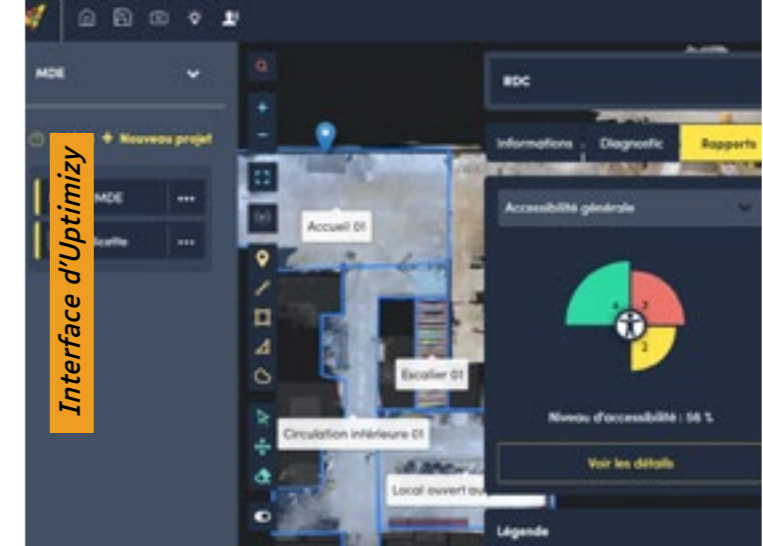 MDE
+ Nouveau projet
MDE
Interface d'Uptimizy
Accueil 01
Escalier 01
Circulation intérieure 01
Local ouvert au
RDC
Informations
Diagnostic
Rapports
Accessibilité générale
4
3
2
Niveau d'accessibilité : 56 %
Voir les détails
Légende